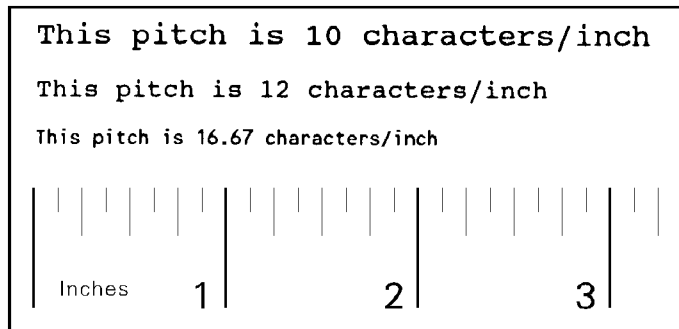 This pitch is 10 characters/inch
This pitch is 12 characters/inch
This pitch is 16.67 characters/inch
Inches 1 2 3